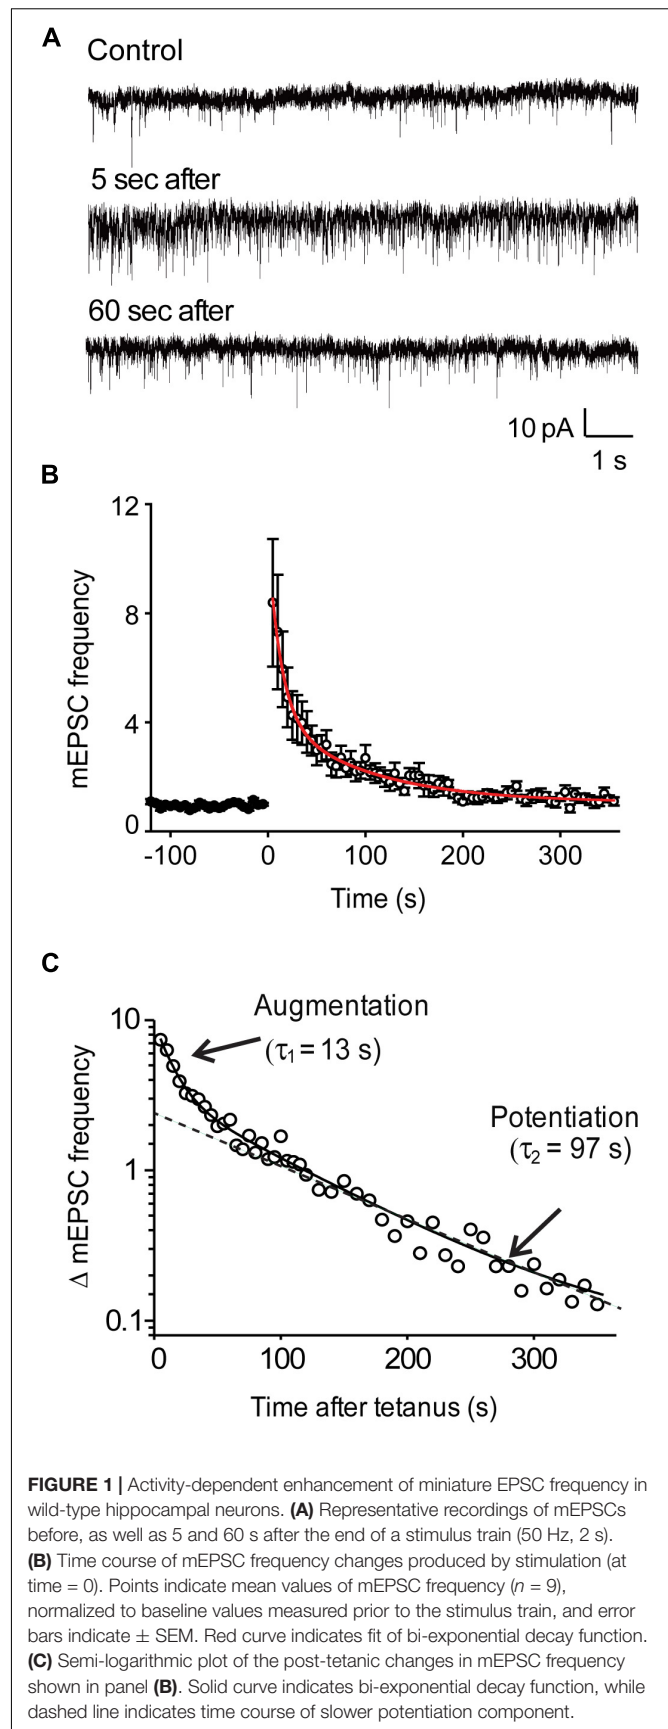 A
Control
5 sec after
60 sec after
10 pA
1 s
B
12
8
4
0
mEPSC frequency
-100 0 100 200 300
Time (s)
C
10
1
0.1
Δ mEPSC frequency
Augmentation
(τ1 = 13 s)
Potentiation
(τ2 = 97 s)
0 100 200 300
Time after tetanus (s)
FIGURE 1 | Activity-dependent enhancement of miniature EPSC frequency in
wild-type hippocampal neurons. (A) Representative recordings of mEPSCs
before, as well as 5 and 60 s after the end of a stimulus train (50 Hz, 2 s).
(B) Time course of mEPSC frequency changes produced by stimulation (at
time = 0). Points indicate mean values of mEPSC frequency (n = 9),
normalized to baseline values measured prior to the stimulus train, and error
bars indicate ± SEM. Red curve indicates fit of bi-exponential decay function.
(C) Semi-logarithmic plot of the post-tetanic changes in mEPSC frequency
shown in panel (B). Solid curve indicates bi-exponential decay function, while
dashed line indicates time course of slower potentiation component.